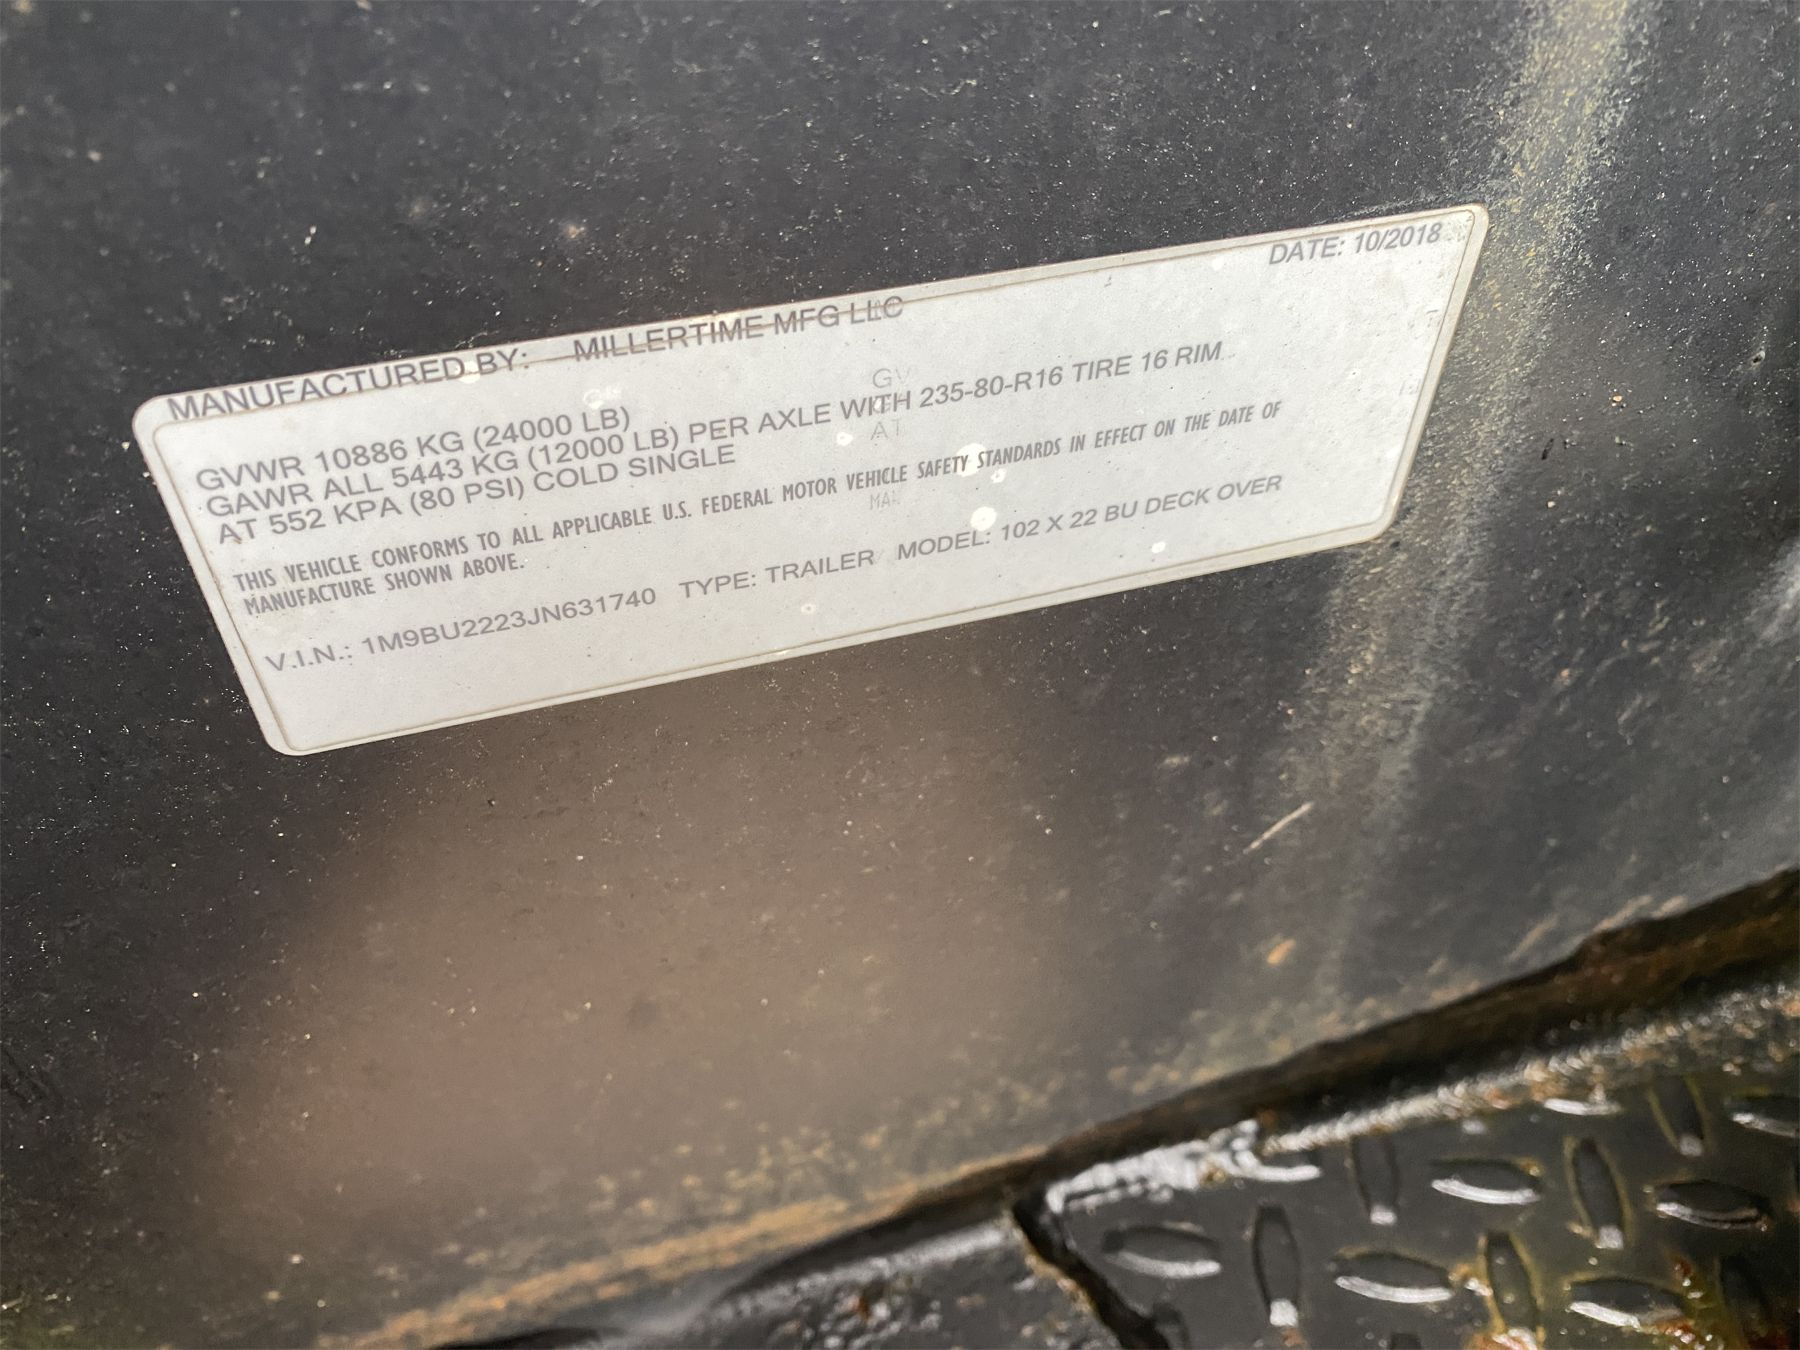 MANUFACTURED BY: MILLERTIME MFG LLC
DATE: 10/2018
GVWR 10886 KG (24000 LB)
GAWR ALL 5443 KG (12000 LB) PER AXLE WITH 235-80-R16 TIRE 16 RIM
AT 552 KPA (80 PSI) COLD SINGLE
THIS VEHICLE CONFORMS TO ALL APPLICABLE U.S. FEDERAL MOTOR VEHICLE SAFETY STANDARDS IN EFFECT ON THE DATE OF
MANUFACTURE SHOWN ABOVE.
V.I.N.: 1M9BU2223JN631740 TYPE: TRAILER MODEL: 102 X 22 BU DECK OVER